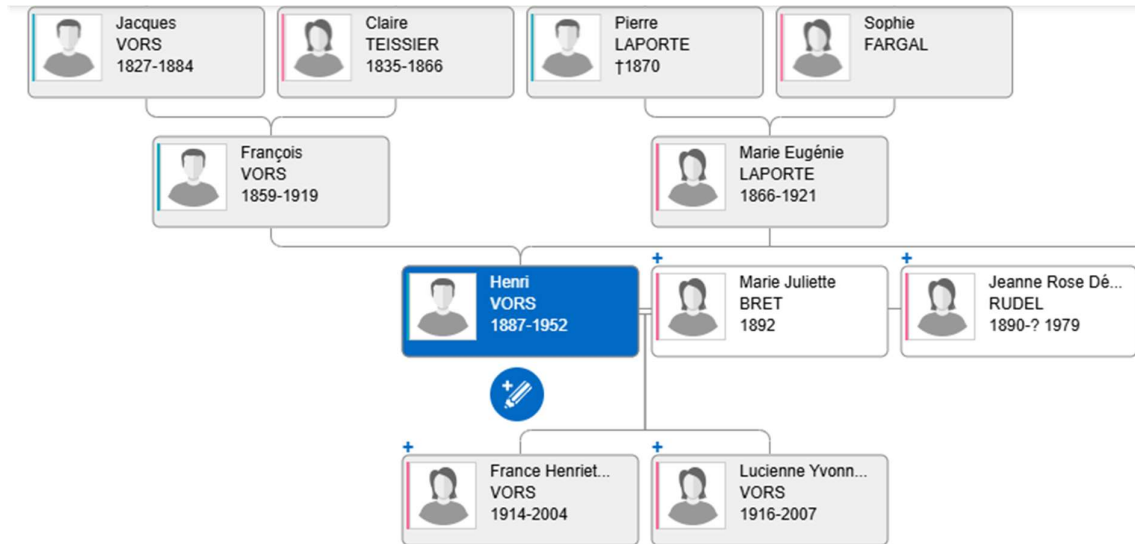 Jacques
VORS
1827-1884
Claire
TEISSIER
1835-1866
Pierre
LAPORTE
†1870
Sophie
FARGAL
François
VORS
1859-1919
Marie Eugénie
LAPORTE
1866-1921
Henri
VORS
1887-1952
Marie Juliette
BRET
1892
Jeanne Rose Dé...
RUDEL
1890-? 1979
France Henriet...
VORS
1914-2004
Lucienne Yvonn...
VORS
1916-2007